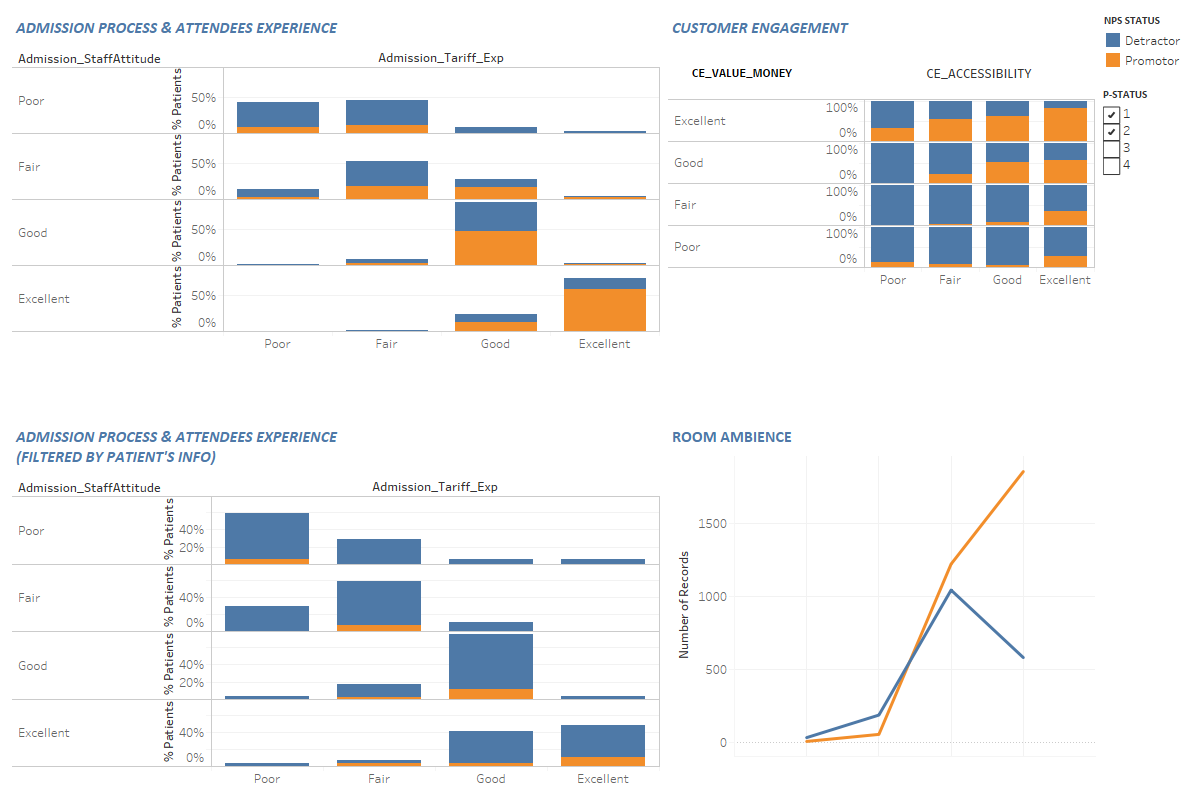 ADMISSION PROCESS & ATTENDEES EXPERIENCE
Admission_StaffAttitude
Admission_Tariff_Exp
Poor
% Patients
50%
0%
Fair
% Patients
50%
0%
Good
% Patients
50%
0%
Excellent
% Patients
50%
0%
Poor Fair Good Excellent
CUSTOMER ENGAGEMENT
CE_VALUE_MONEY
CE_ACCESSIBILITY
Excellent
100%
0%
Good
100%
0%
Fair
100%
0%
Poor
100%
0%
Poor Fair Good Excellent
NPS STATUS
Detractor
Promotor
P-STATUS
1
2
3
4
ADMISSION PROCESS & ATTENDEES EXPERIENCE
(FILTERED BY PATIENT'S INFO)
Admission_StaffAttitude
Admission_Tariff_Exp
Poor
% Patients
40%
20%
Fair
% Patients
40%
0%
Good
% Patients
40%
20%
Excellent
% Patients
40%
0%
Poor Fair Good Excellent
ROOM AMBIENCE
Number of Records
1500
1000
500
0